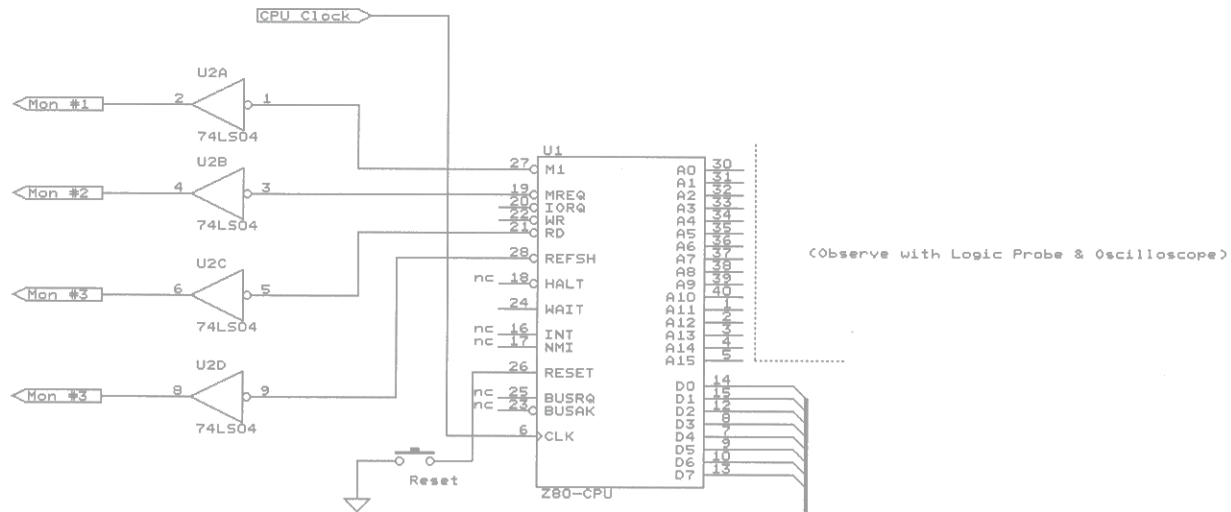 CPU Clock
U2A
Mon #1
2
1
74LS04
U2B
Mon #2
4
3
74LS04
U2C
Mon #3
6
5
74LS04
U2D
Mon #3
8
9
74LS04
U1
27 M1
19 MREQ
20 IORQ
22 WR
21 RD
28 REFSH
nc 18 HALT
24 WAIT
nc 16 INT
nc 17 NMI
26 RESET
nc 25 BUSRQ
nc 23 BUSAK
6 CLK
Reset
Z80-CPU
A0 30
A1 31
A2 32
A3 33
A4 34
A5 35
A6 36
A7 37
A8 38
A9 39
A10 40
A11 1
A12 2
A13 3
A14 4
A15 5
D0 14
D1 15
D2 12
D3 8
D4 7
D5 9
D6 10
D7 13
(Observe with Logic Probe & Oscilloscope)